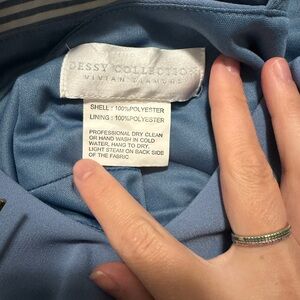 DESSY COLLECTION
VIVIAN DIAMOND
SHELL : 100%POLYESTER
LINING : 100%POLYESTER
PROFESSIONAL DRY CLEAN
OR HAND WASH IN COLD
WATER, HANG TO DRY.
LIGHT STEAM ON BACK SIDE
OF THE FABRIC